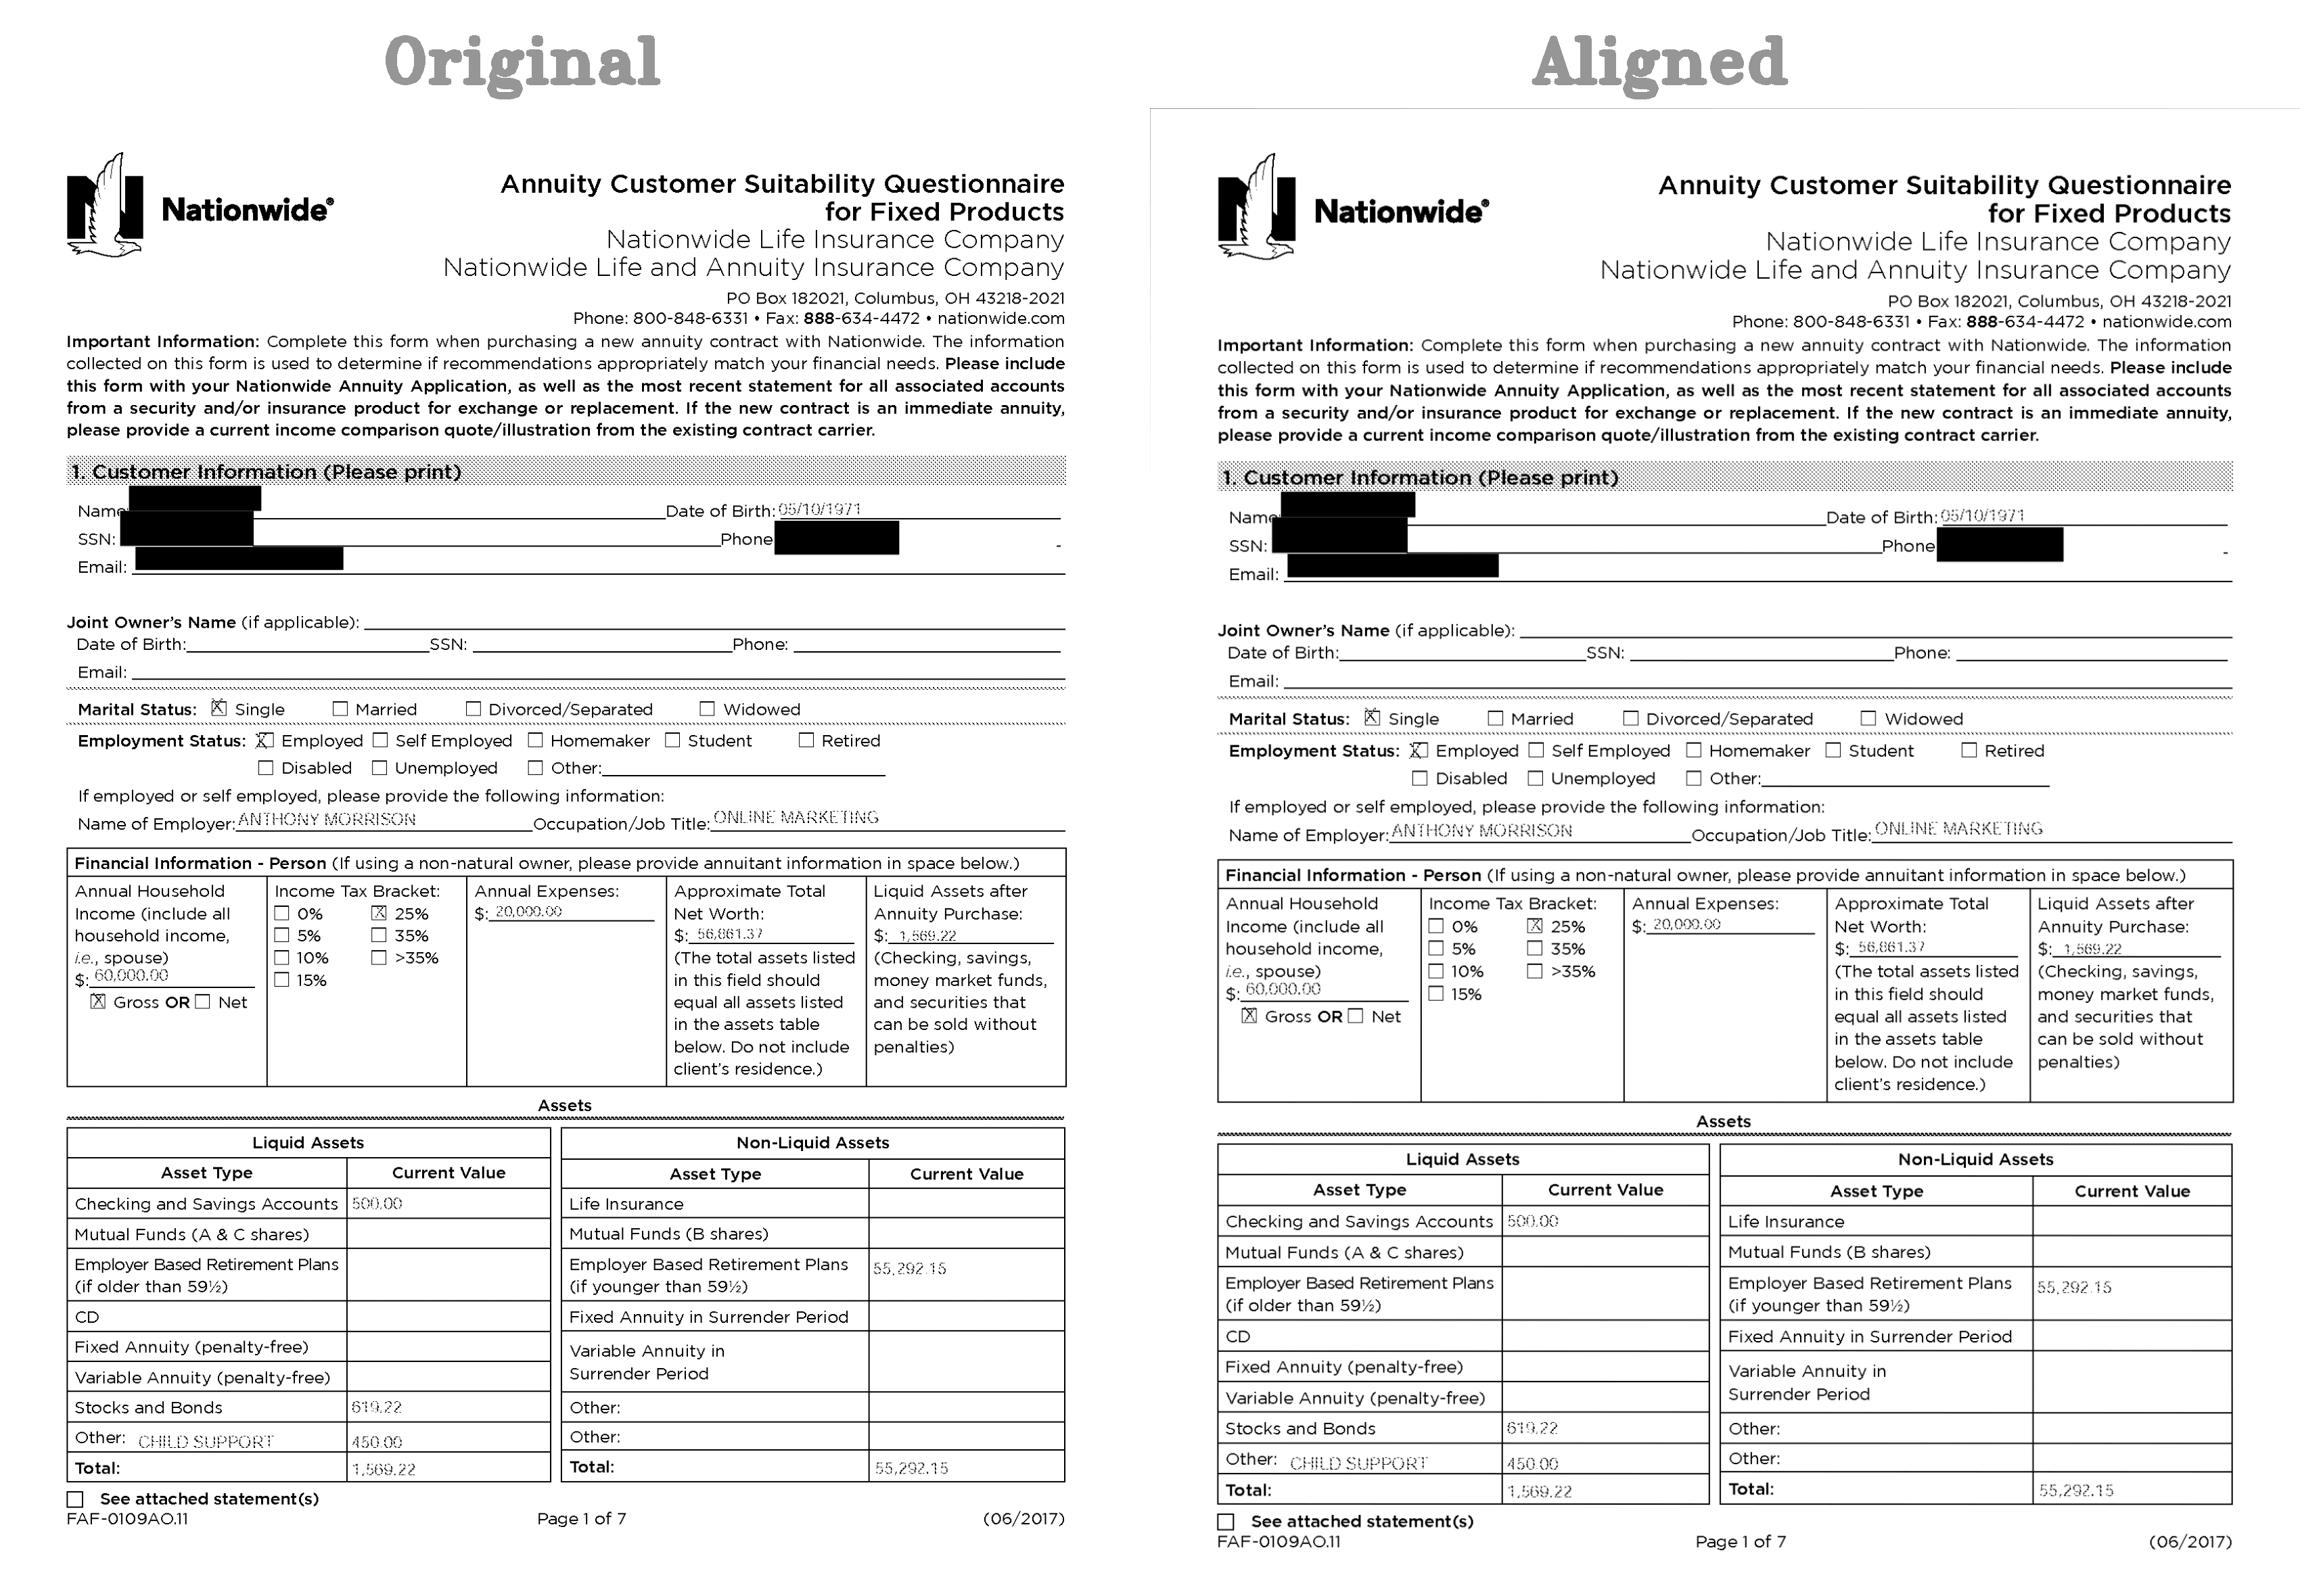 Original
Nationwide®
Annuity Customer Suitability Questionnaire
for Fixed Products
Nationwide Life Insurance Company
Nationwide Life and Annuity Insurance Company
PO Box 182021, Columbus, OH 43218-2021
Phone: 800-848-6331 • Fax: 888-634-4472 • nationwide.com
Important Information: Complete this form when purchasing a new annuity contract with Nationwide. The information
collected on this form is used to determine if recommendations appropriately match your financial needs. Please include
this form with your Nationwide Annuity Application, as well as the most recent statement for all associated accounts
from a security and/or insurance product for exchange or replacement. If the new contract is an immediate annuity,
please provide a current income comparison quote/illustration from the existing contract carrier.
1. Customer Information (Please print)
Name Date of Birth: 05/10/1971
SSN: Phone
Email:
Joint Owner's Name (if applicable):
Date of Birth: SSN: Phone:
Email:
Marital Status: X Single Married Divorced/Separated Widowed
Employment Status: X Employed Self Employed Homemaker Student Retired
Disabled Unemployed Other:
If employed or self employed, please provide the following information:
Name of Employer: ANTHONY MORRISON Occupation/Job Title: ONLINE MARKETING
Financial Information - Person (If using a non-natural owner, please provide annuitant information in space below.)
Annual Household
Income (include all
household income,
i.e., spouse)
$: 60,000.00
X Gross OR Net
Income Tax Bracket:
0% X 25%
5% 35%
10% >35%
15%
Annual Expenses:
$: 20,000.00
Approximate Total
Net Worth:
$: 56,861.37
(The total assets listed
in this field should
equal all assets listed
in the assets table
below. Do not include
client's residence.)
Liquid Assets after
Annuity Purchase:
$: 1,569.22
(Checking, savings,
money market funds,
and securities that
can be sold without
penalties)
Assets
Liquid Assets
Asset Type Current Value
Checking and Savings Accounts 500.00
Mutual Funds (A & C shares)
Employer Based Retirement Plans
(if older than 59½)
CD
Fixed Annuity (penalty-free)
Variable Annuity (penalty-free)
Stocks and Bonds 619.22
Other: CHILD SUPPORT 450.00
Total: 1,569.22
Non-Liquid Assets
Asset Type Current Value
Life Insurance
Mutual Funds (B shares)
Employer Based Retirement Plans 55,292.15
(if younger than 59½)
Fixed Annuity in Surrender Period
Variable Annuity in
Surrender Period
Other:
Other:
Total: 55,292.15
See attached statement(s)
FAF-0109AO.11 Page 1 of 7 (06/2017)
Aligned
Nationwide®
Annuity Customer Suitability Questionnaire
for Fixed Products
Nationwide Life Insurance Company
Nationwide Life and Annuity Insurance Company
PO Box 182021, Columbus, OH 43218-2021
Phone: 800-848-6331 • Fax: 888-634-4472 • nationwide.com
Important Information: Complete this form when purchasing a new annuity contract with Nationwide. The information
collected on this form is used to determine if recommendations appropriately match your financial needs. Please include
this form with your Nationwide Annuity Application, as well as the most recent statement for all associated accounts
from a security and/or insurance product for exchange or replacement. If the new contract is an immediate annuity,
please provide a current income comparison quote/illustration from the existing contract carrier.
1. Customer Information (Please print)
Name Date of Birth: 05/10/1971
SSN: Phone
Email:
Joint Owner's Name (if applicable):
Date of Birth: SSN: Phone:
Email:
Marital Status: X Single Married Divorced/Separated Widowed
Employment Status: X Employed Self Employed Homemaker Student Retired
Disabled Unemployed Other:
If employed or self employed, please provide the following information:
Name of Employer: ANTHONY MORRISON Occupation/Job Title: ONLINE MARKETING
Financial Information - Person (If using a non-natural owner, please provide annuitant information in space below.)
Annual Household
Income (include all
household income,
i.e., spouse)
$: 60,000.00
X Gross OR Net
Income Tax Bracket:
0% X 25%
5% 35%
10% >35%
15%
Annual Expenses:
$: 20,000.00
Approximate Total
Net Worth:
$: 56,861.37
(The total assets listed
in this field should
equal all assets listed
in the assets table
below. Do not include
client's residence.)
Liquid Assets after
Annuity Purchase:
$: 1,569.22
(Checking, savings,
money market funds,
and securities that
can be sold without
penalties)
Assets
Liquid Assets
Asset Type Current Value
Checking and Savings Accounts 500.00
Mutual Funds (A & C shares)
Employer Based Retirement Plans
(if older than 59½)
CD
Fixed Annuity (penalty-free)
Variable Annuity (penalty-free)
Stocks and Bonds 619.22
Other: CHILD SUPPORT 450.00
Total: 1,569.22
Non-Liquid Assets
Asset Type Current Value
Life Insurance
Mutual Funds (B shares)
Employer Based Retirement Plans 55,292.15
(if younger than 59½)
Fixed Annuity in Surrender Period
Variable Annuity in
Surrender Period
Other:
Other:
Total: 55,292.15
See attached statement(s)
FAF-0109AO.11 Page 1 of 7 (06/2017)